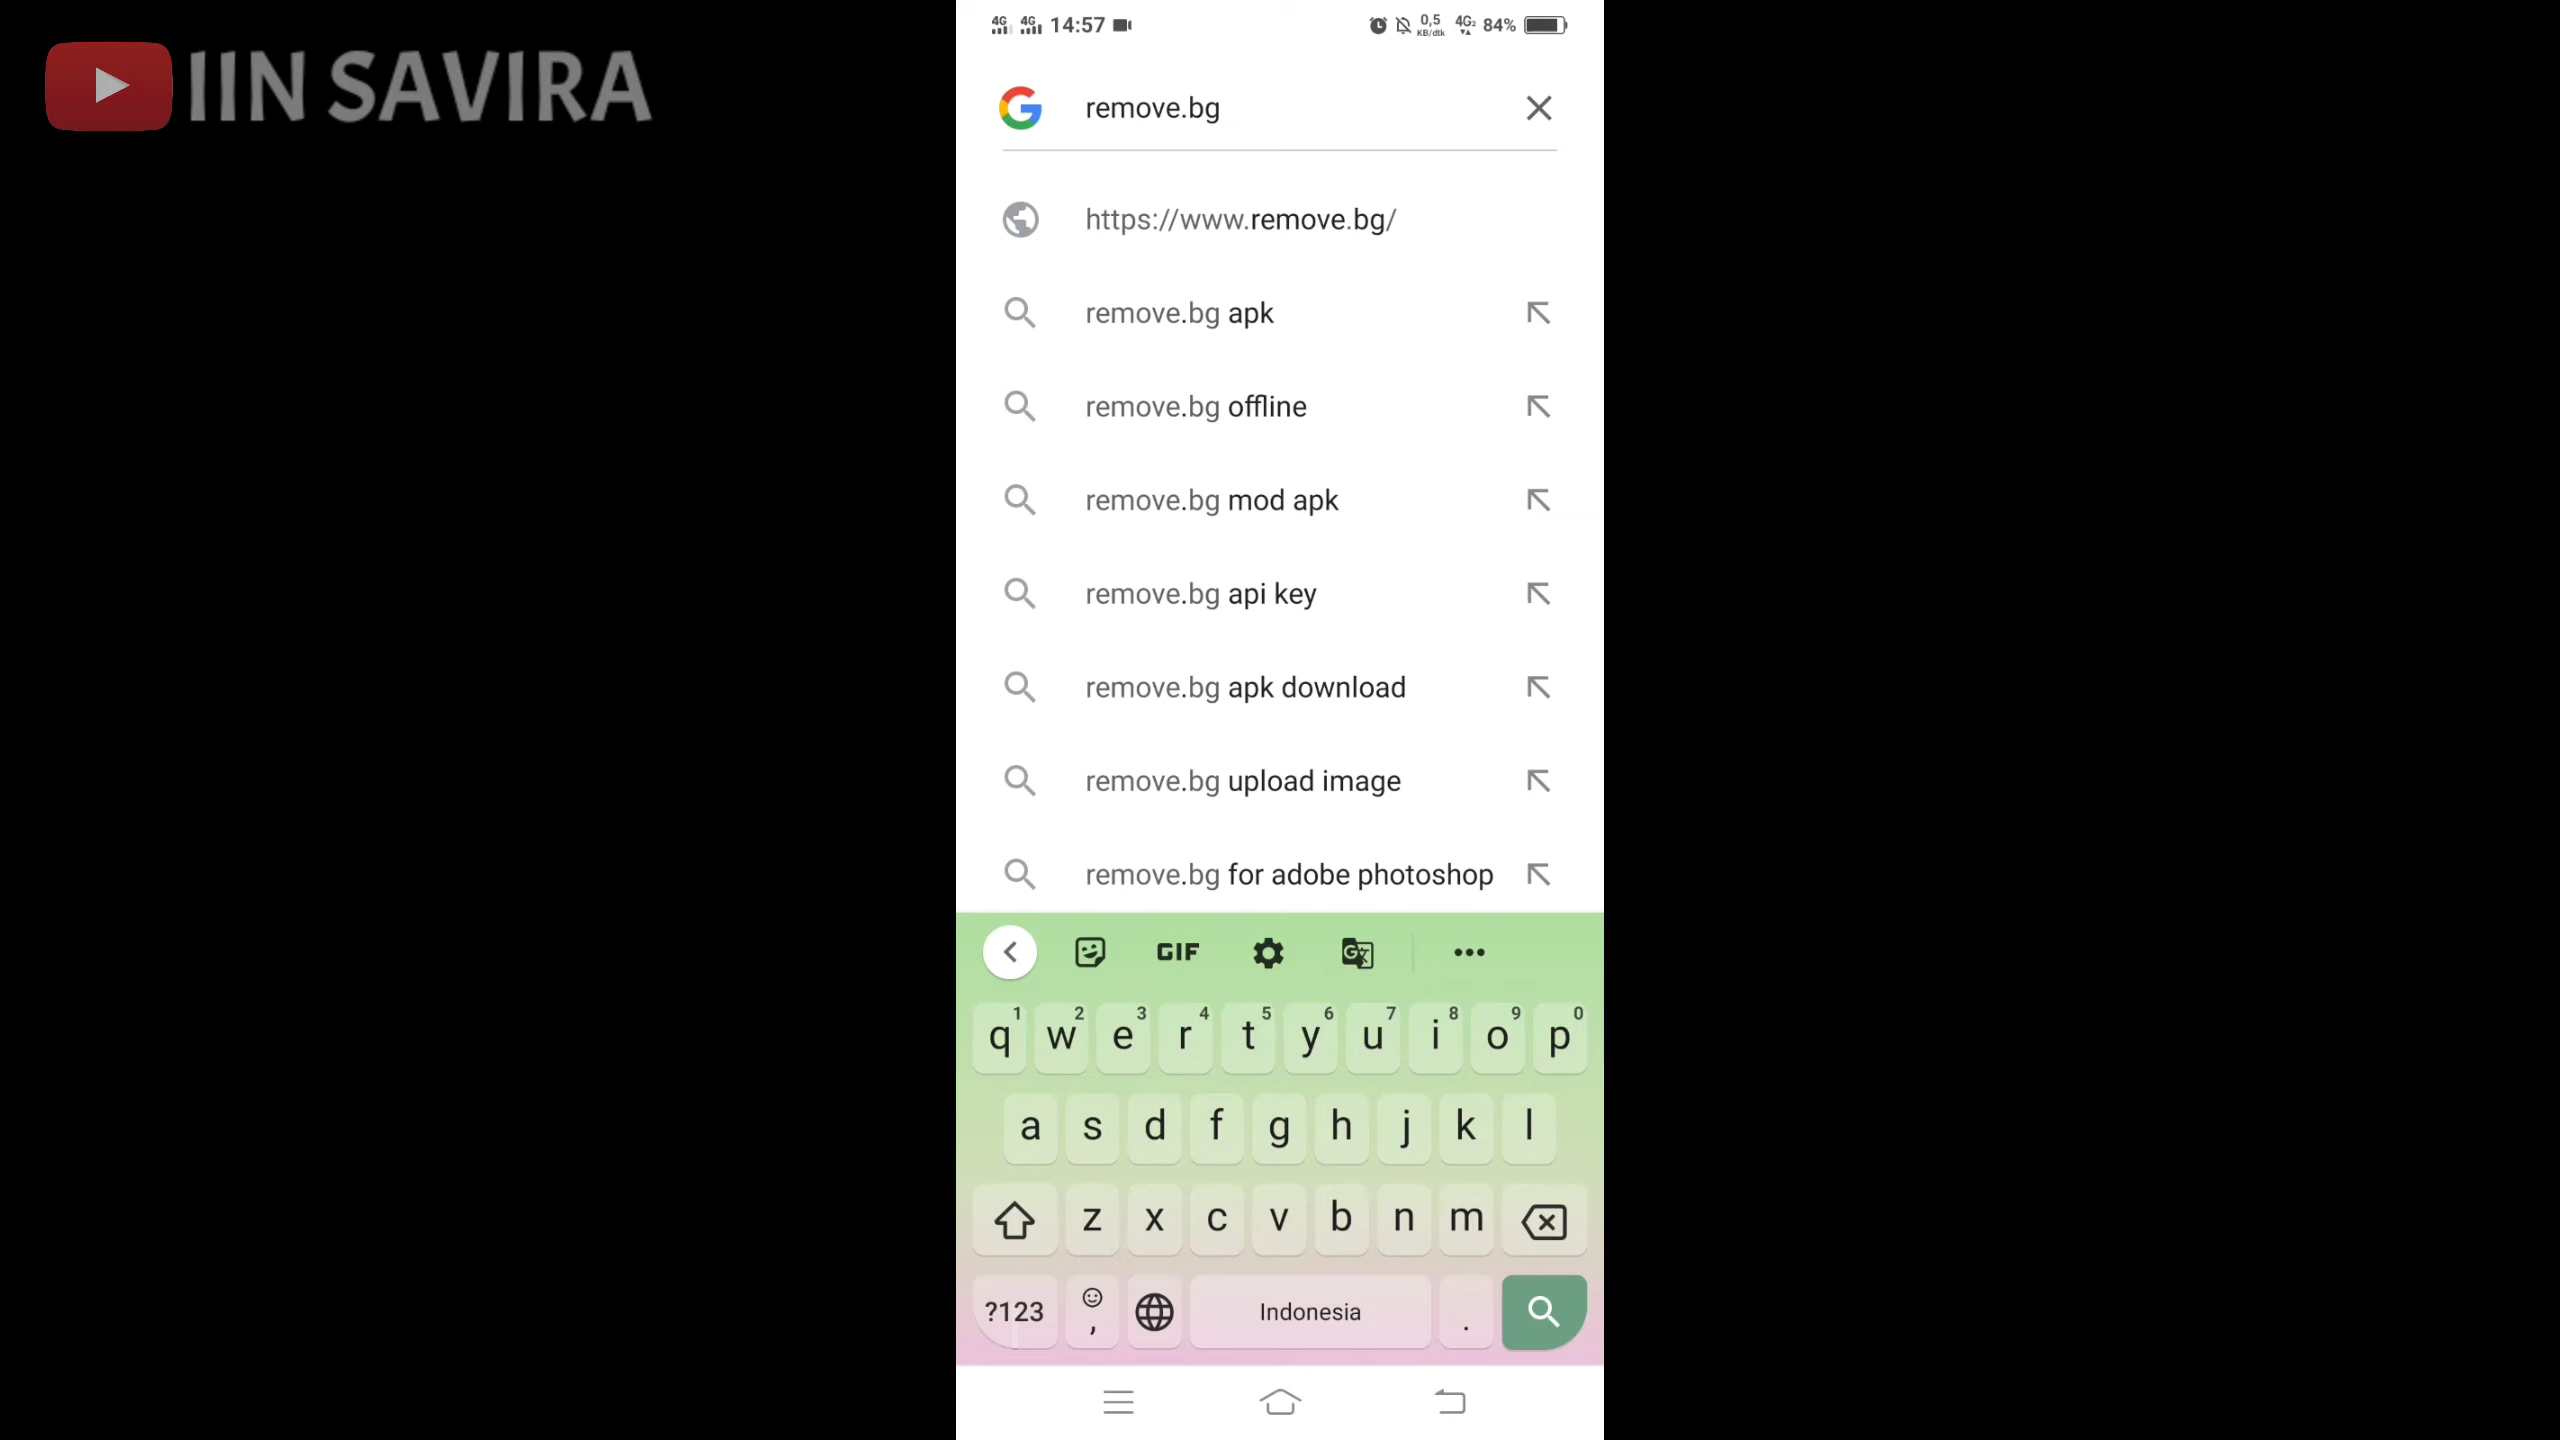 IIN SAVIRA
4G 4G 14:57 0,5 KB/dtk 4G2 84%
remove.bg
https://www.remove.bg/
remove.bg apk
remove.bg offline
remove.bg mod apk
remove.bg api key
remove.bg apk download
remove.bg upload image
remove.bg for adobe photoshop
GIF G
1 2 3 4 5 6 7 8 9 0
q w e r t y u i o p
a s d f g h j k l
z x c v b n m
?123 , Indonesia .